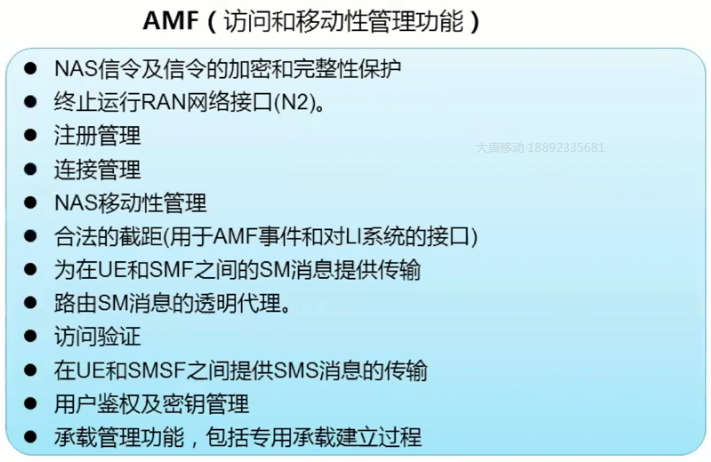 AMF（访问和移动性管理功能）
NAS信令及信令的加密和完整性保护
终止运行RAN网络接口(N2)。
注册管理
大唐移动 18892335681
连接管理
NAS移动性管理
合法的截距(用于AMF事件和对LI系统的接口)
为在UE和SMF之间的SM消息提供传输
路由SM消息的透明代理。
访问验证
在UE和SMSF之间提供SMS消息的传输
用户鉴权及密钥管理
承载管理功能，包括专用承载建立过程